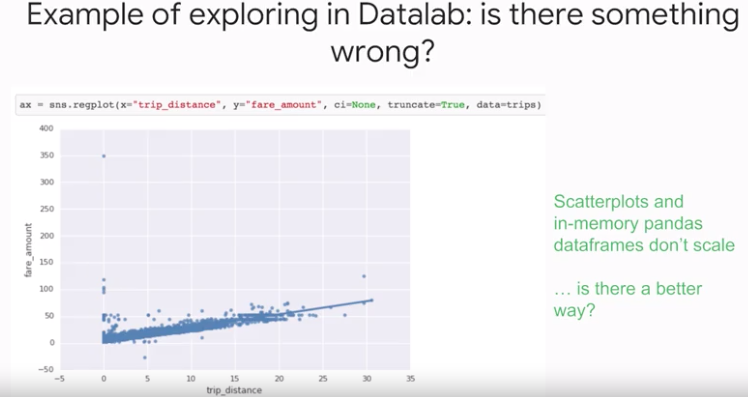 Example of exploring in Datalab: is there something
wrong?
ax = sns.regplot(x="trip_distance", y="fare_amount", ci=None, truncate=True, data=trips)
400
350
300
250
200
150
100
50
0
−50
fare_amount
−5 0 5 10 15 20 25 30 35
trip_distance
Scatterplots and
in-memory pandas
dataframes don't scale
... is there a better
way?